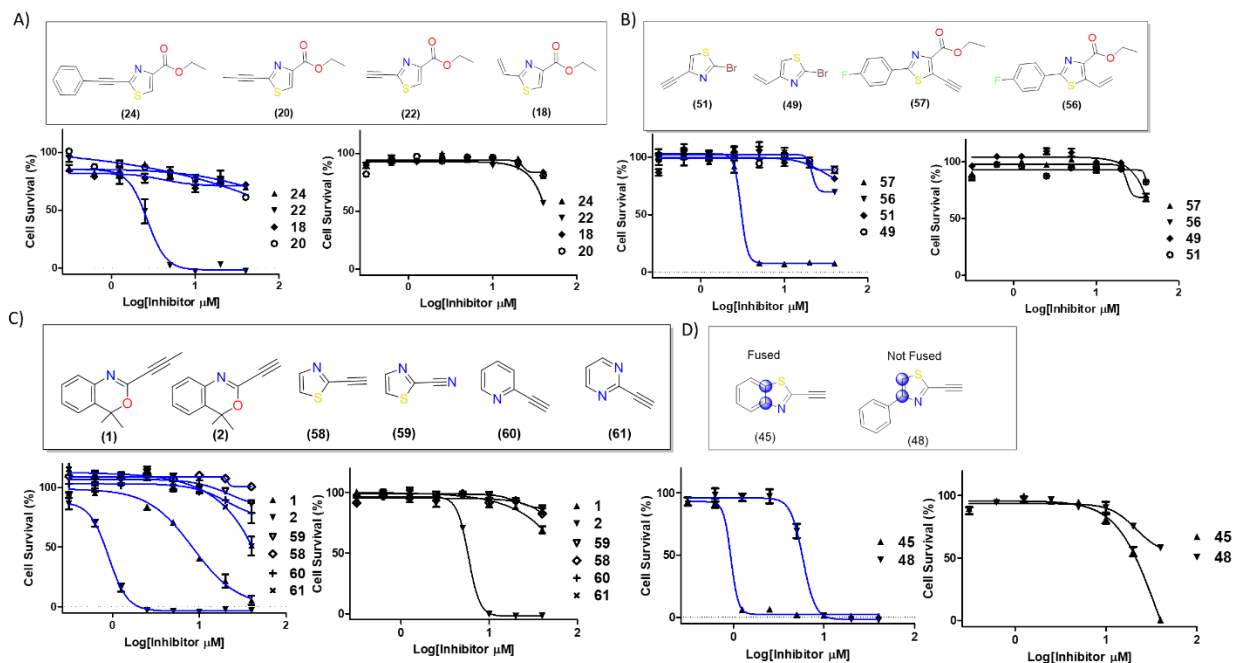 A)
N
O
O
S
(24)
N
O
O
S
(20)
N
O
O
S
(22)
N
O
O
S
(18)
Cell Survival (%)
100
50
0
0
1
2
Log[Inhibitor μM]
24
22
18
20
Cell Survival (%)
100
50
0
0
1
2
Log[Inhibitor μM]
24
22
18
20
B)
S
Br
N
(51)
S
Br
N
(49)
F
N
O
O
S
(57)
F
N
O
O
S
(56)
Cell Survival (%)
100
50
0
0
1
2
Log[Inhibitor μM]
57
56
51
49
Cell Survival (%)
100
50
0
0
1
2
Log[Inhibitor μM]
57
56
49
51
C)
N
O
(1)
N
O
(2)
N
S
(58)
N
S
N
(59)
N
(60)
N
N
(61)
Cell Survival (%)
100
50
0
0
1
2
Log[Inhibitor μM]
1
2
59
58
60
61
Cell Survival (%)
100
50
0
0
1
2
Log[Inhibitor μM]
1
2
59
58
60
61
D)
Fused
S
N
(45)
Not Fused
S
N
(48)
Cell Survival (%)
100
50
0
0
1
2
Log[Inhibitor μM]
45
48
Cell Survival (%)
100
50
0
0
1
2
Log[Inhibitor μM]
45
48